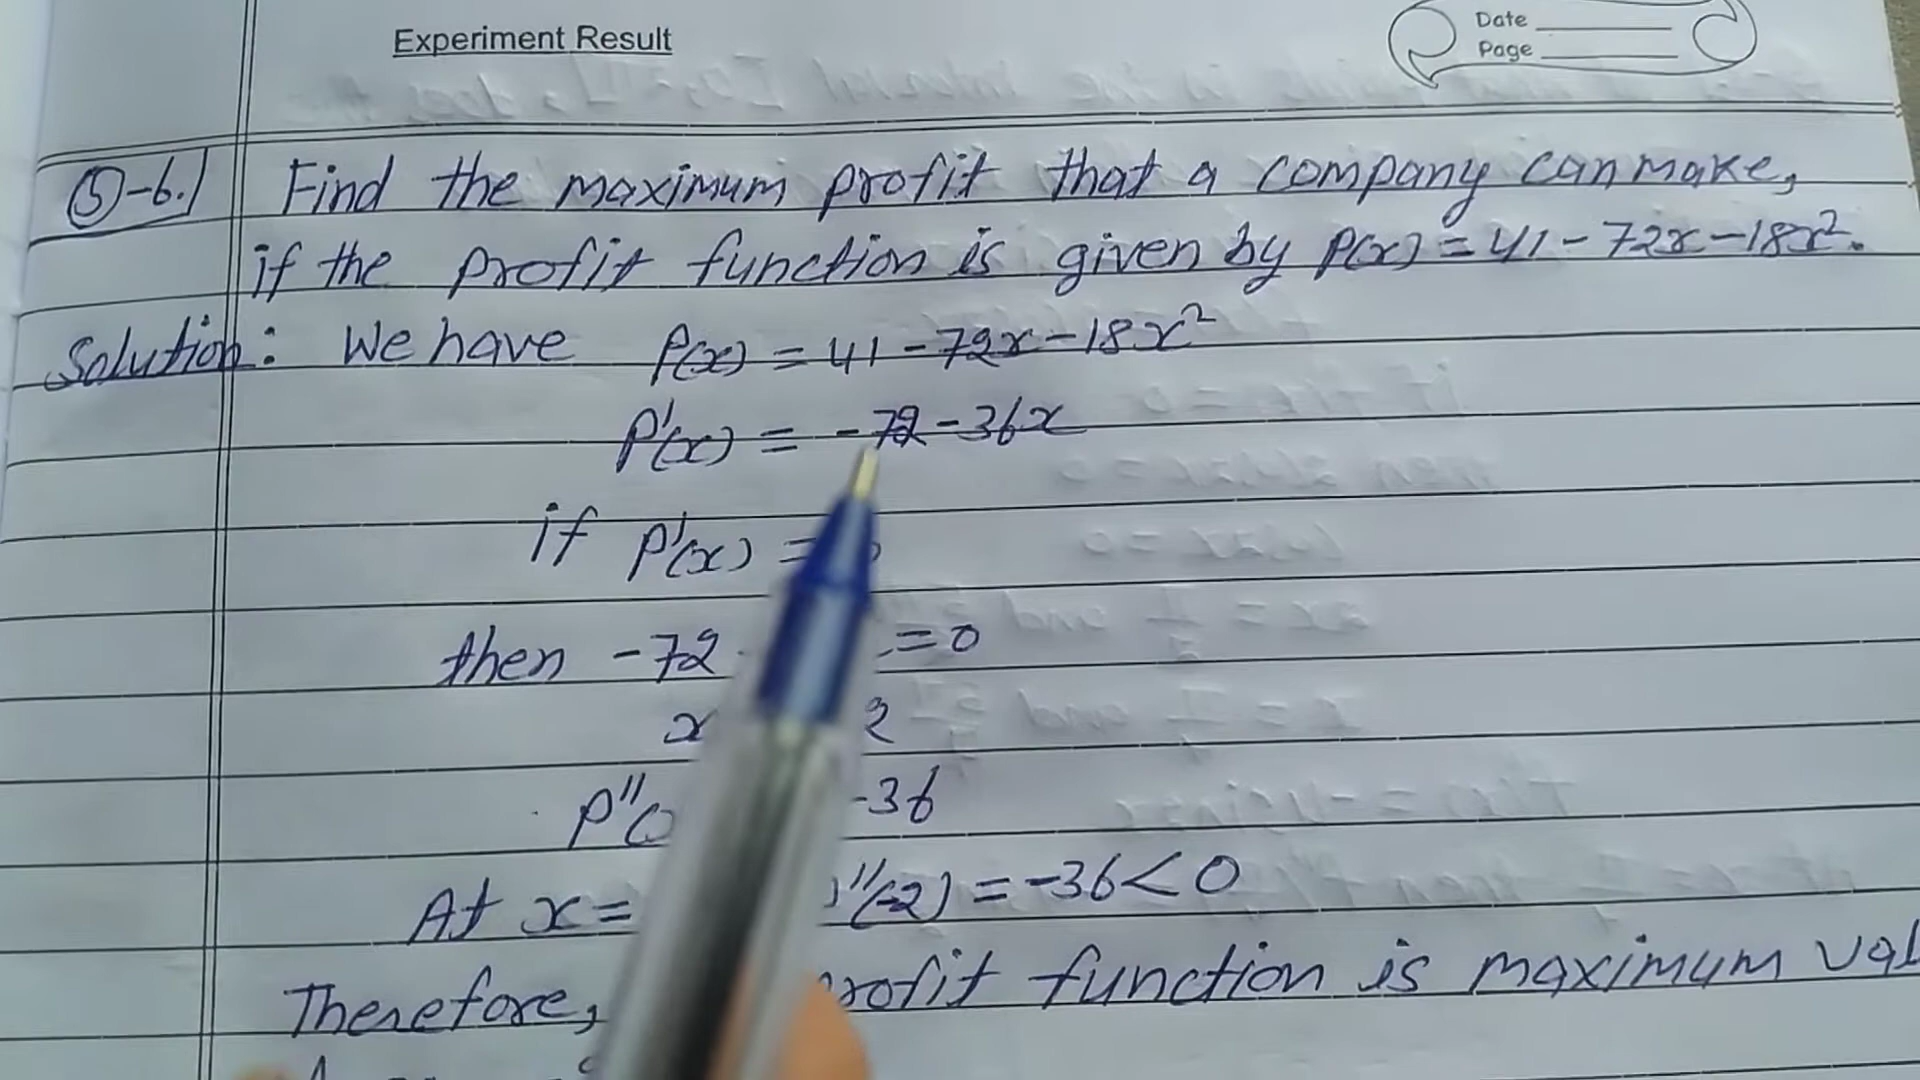 Experiment Result
Date
Page
⑤-6.) Find the maximum profit that a company can make,
if the profit function is given by P(x) = 41 - 72x - 18x².
Solution: We have P(x) = 41 - 72x - 18x²
P'(x) = -72 - 36x
if P'(x) =
then -72 = 0
x 2
P'' -36
At x = ''(-2) = -36 < 0
Therefore, profit function is maximum